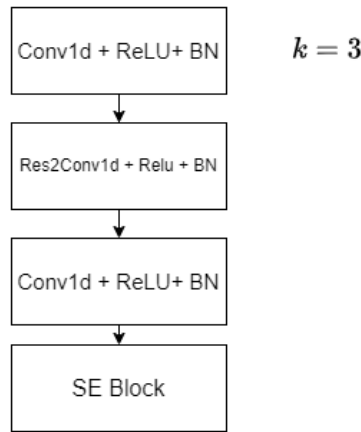 Conv1d + ReLU+ BN
k = 3
Res2Conv1d + Relu + BN
Conv1d + ReLU+ BN
SE Block